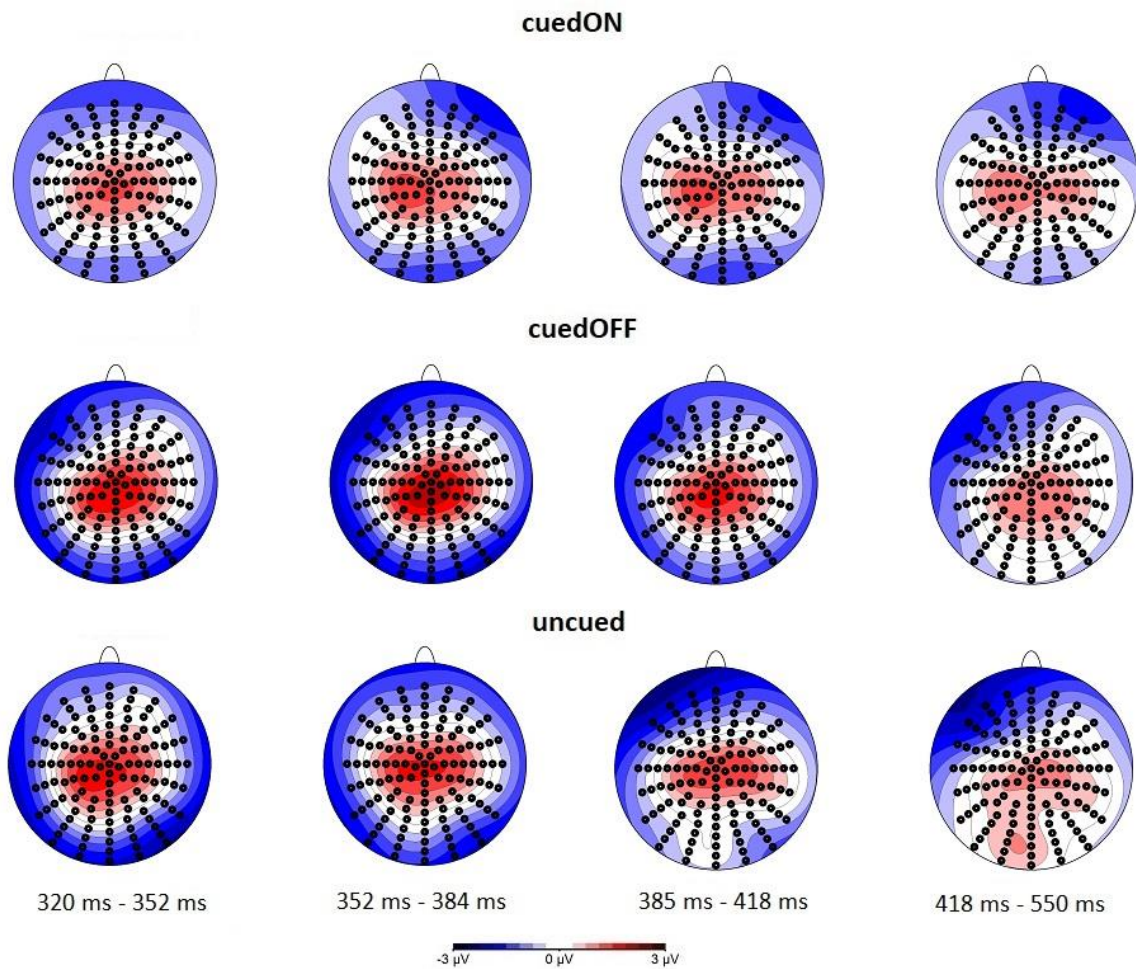 cuedON
cuedOFF
uncued
320 ms - 352 ms
352 ms - 384 ms
385 ms - 418 ms
418 ms - 550 ms
-3 µV
0 µV
3 µV